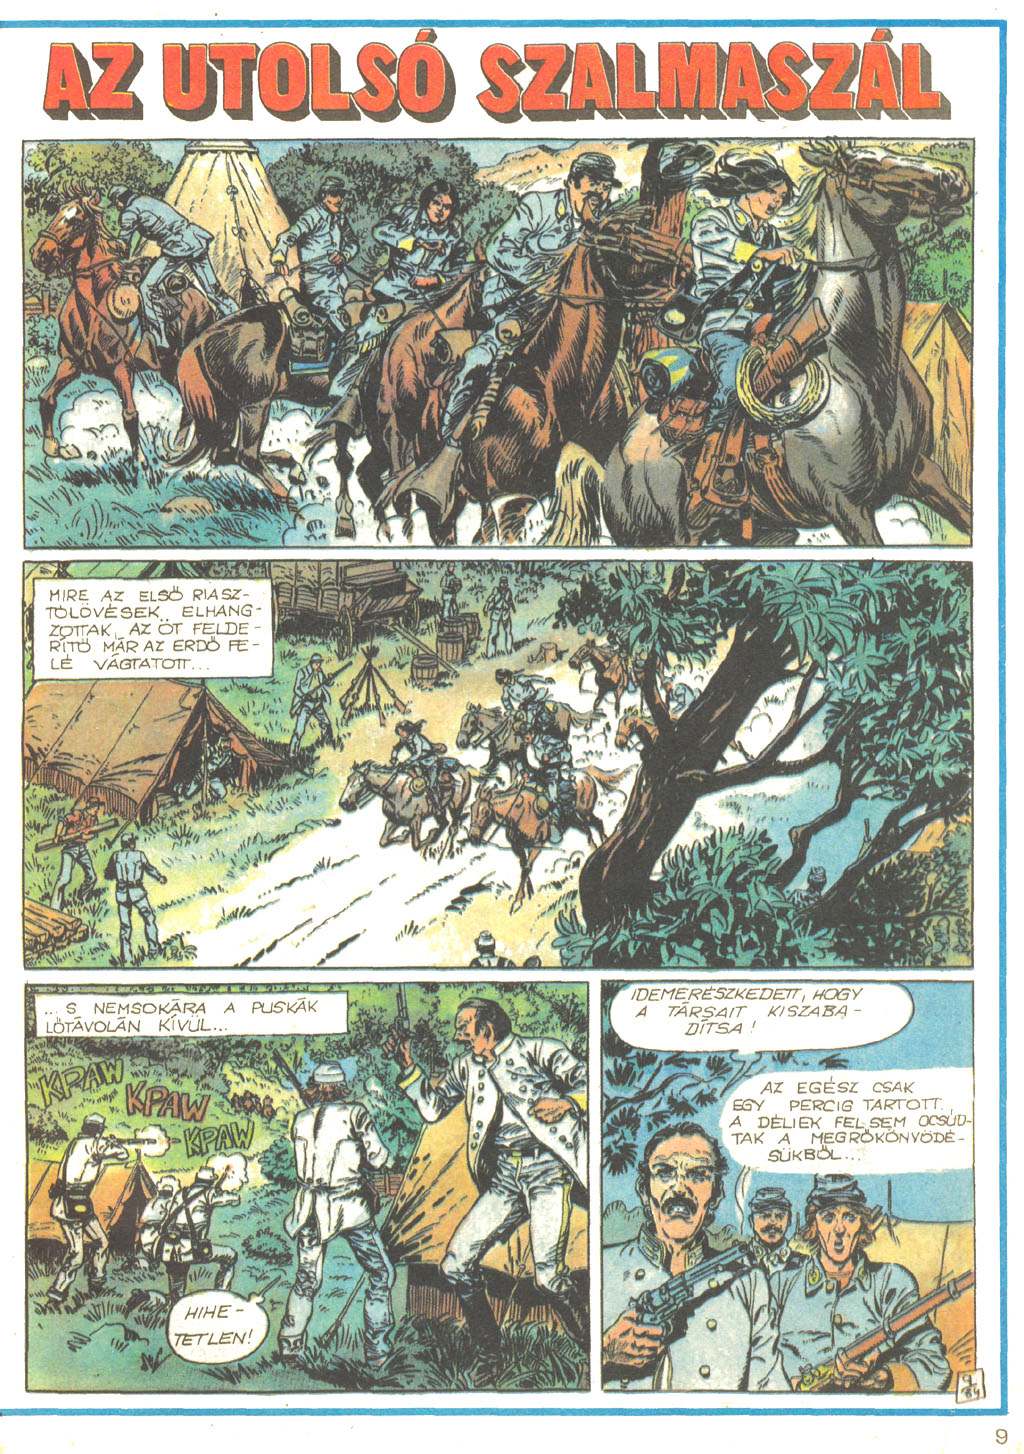 AZ UTOLSÓ SZALMASZÁL
MIRE AZ ELSŐ RIASZ-
TÓLÖVÉSEK ELHANG-
ZOTTAK, AZ ÖT FELDE-
RÍTŐ MÁR AZ ERDŐ FE-
LÉ VÁGTATOTT...
... S NEMSOKÁRA A PUSKÁK
LŐTÁVOLÁN KÍVÜL...
KPAW
KPAW
KPAW
HIHE-
TETLEN!
IDEMERÉSZKEDETT, HOGY
A TÁRSAIT KISZABA-
DÍTSA!
AZ EGÉSZ CSAK
EGY PERCIG TARTOTT.
A DÉLIEK FEL SEM OCSÚD-
TAK A MEGRÖKÖNYÖDÉ-
SÜKBŐL...
9
84
9